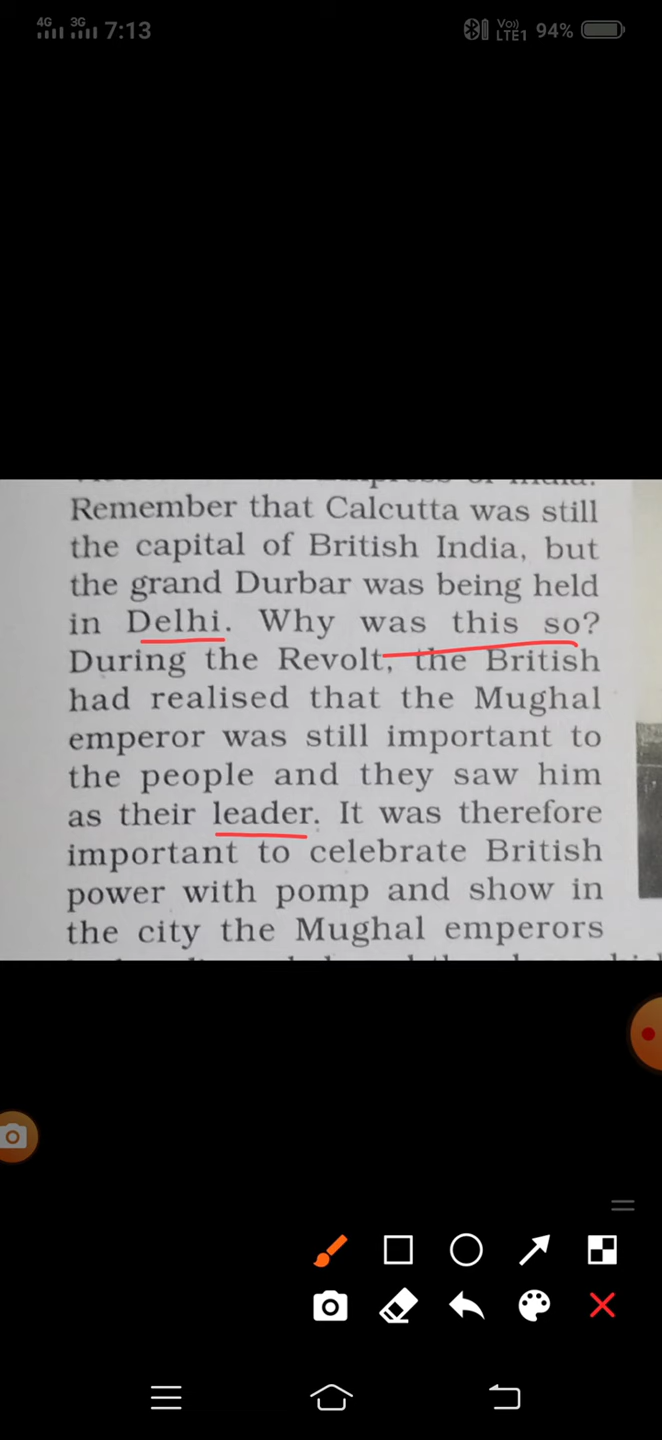 4G 3G 7:13 Vo)) LTE1 94%
Remember that Calcutta was still
the capital of British India, but
the grand Durbar was being held
in Delhi. Why was this so?
During the Revolt, the British
had realised that the Mughal
emperor was still important to
the people and they saw him
as their leader. It was therefore
important to celebrate British
power with pomp and show in
the city the Mughal emperors